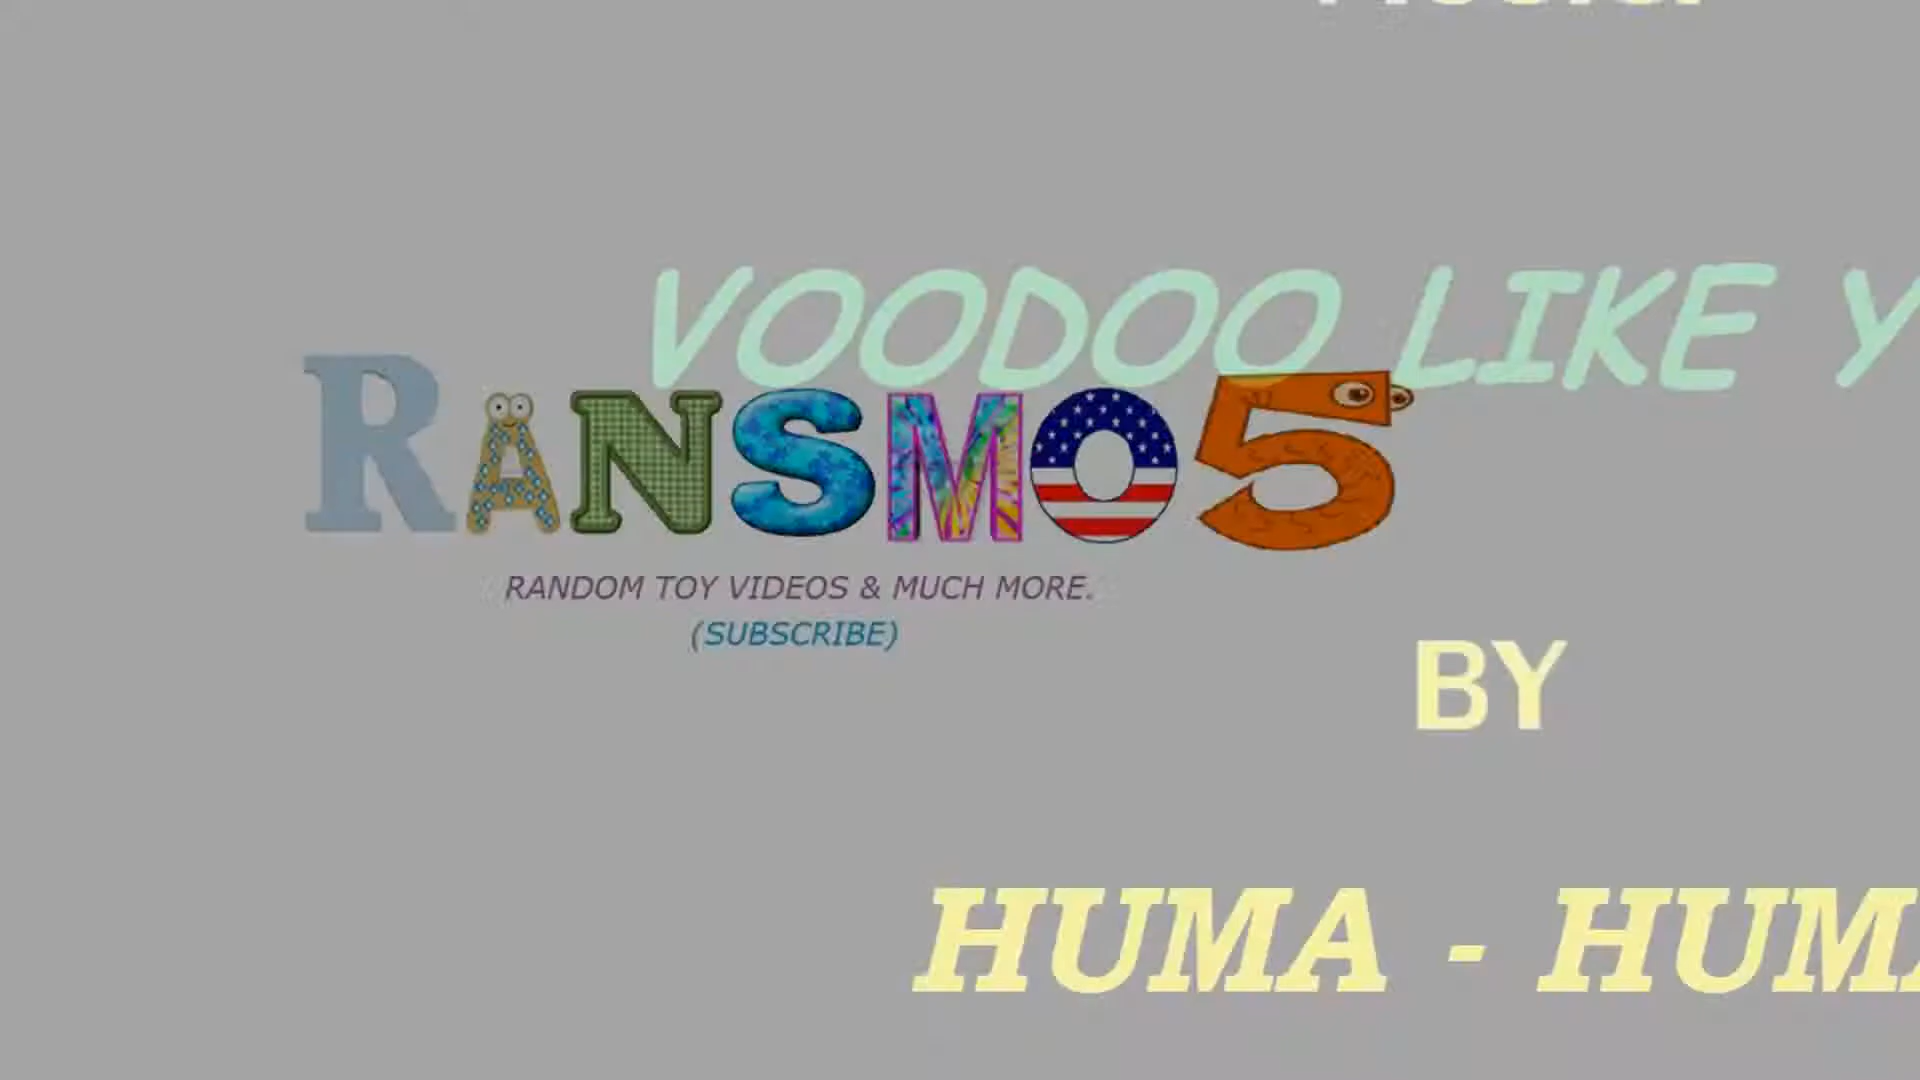 VOODOO LIKE Y
RANSMO5
RANDOM TOY VIDEOS & MUCH MORE.
(SUBSCRIBE)
BY
HUMA - HUMA